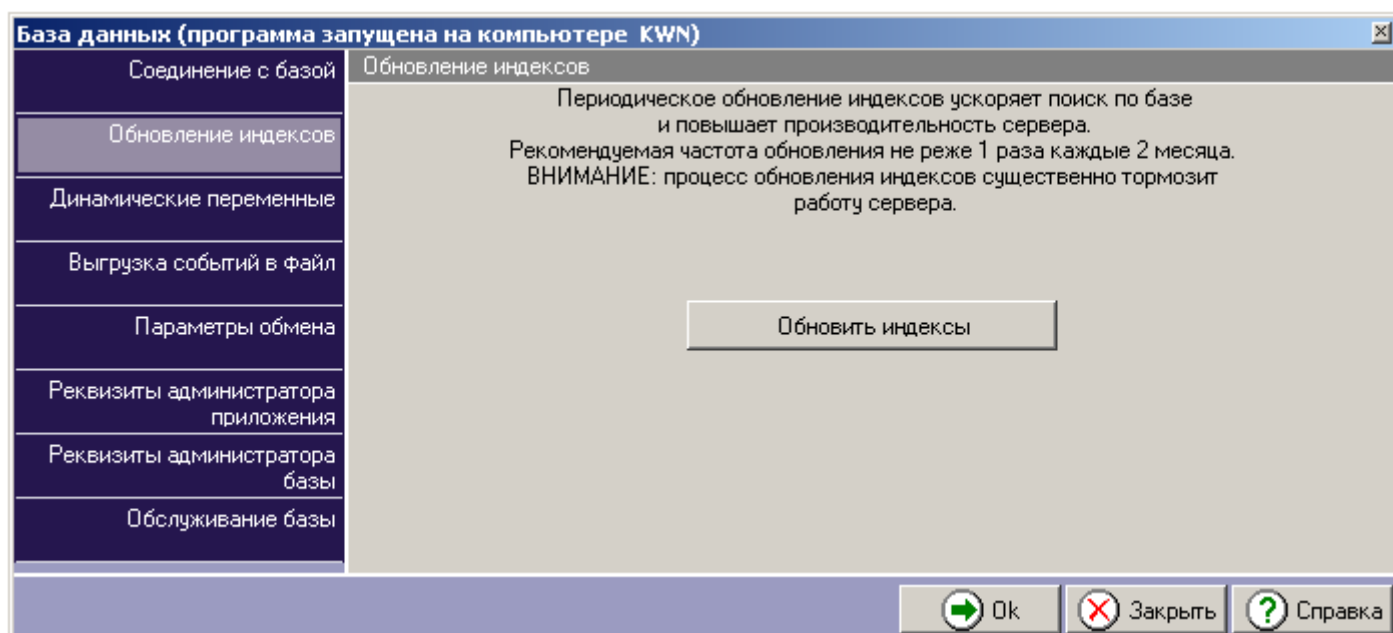 База данных (программа запущена на компьютере KWN)
Соединение с базой
Обновление индексов
Динамические переменные
Выгрузка событий в файл
Параметры обмена
Реквизиты администратора
приложения
Реквизиты администратора
базы
Обслуживание базы
Обновление индексов
Периодическое обновление индексов ускоряет поиск по базе
и повышает производительность сервера.
Рекомендуемая частота обновления не реже 1 раза каждые 2 месяца.
ВНИМАНИЕ: процесс обновления индексов существенно тормозит
работу сервера.
Обновить индексы
Ok
Закрыть
Справка